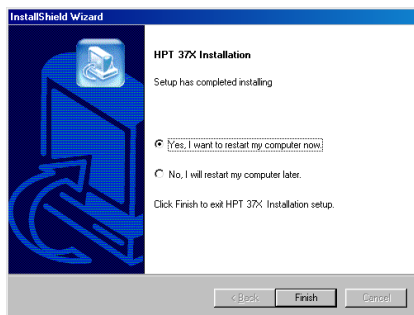 InstallShield Wizard
HPT 37X Installation
Setup has completed installing
Yes, I want to restart my computer now.
No, I will restart my computer later.
Click Finish to exit HPT 37X Installation setup.
< Back
Finish
Cancel